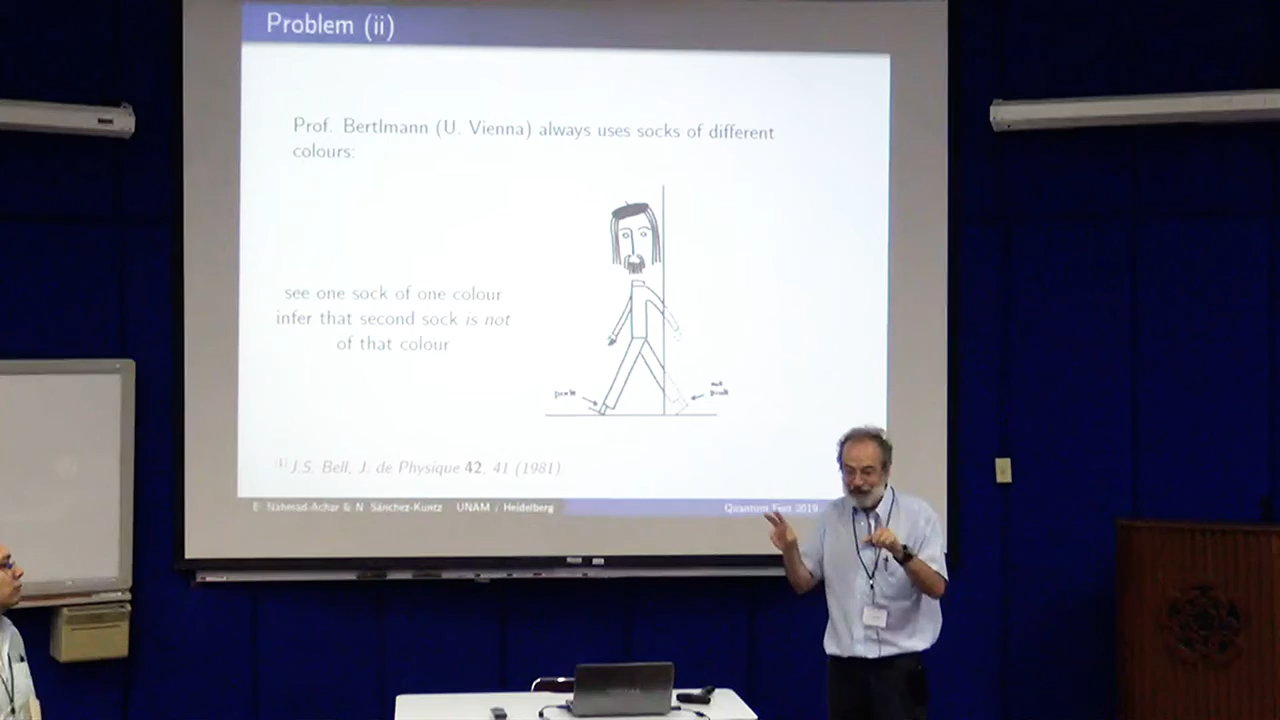 Problem (ii)
Prof. Bertlmann (U. Vienna) always uses socks of different
colours:
see one sock of one colour
infer that second sock is not
of that colour
pink
not
pink
[1] J.S. Bell, J. de Physique 42, 41 (1981)
E. Nahmad-Achar & N. Sánchez-Kuntz UNAM / Heidelberg
Quantum Fest 2019